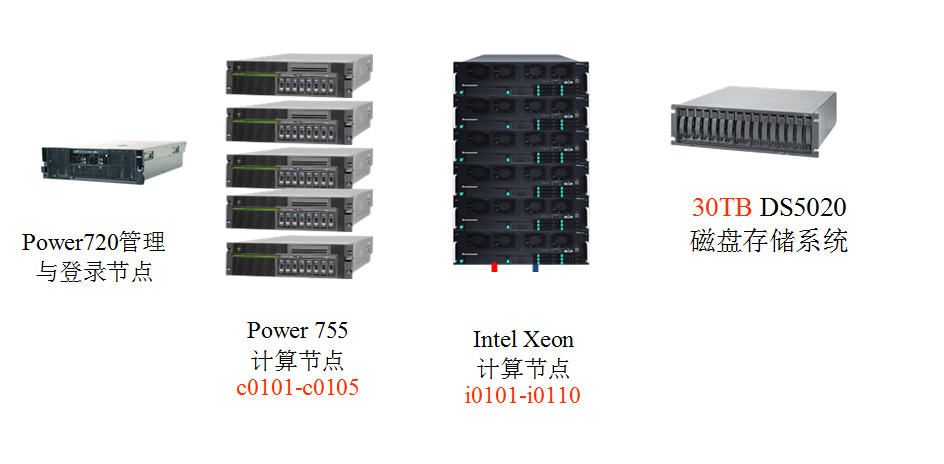 Power720管理
与登录节点
Power 755
计算节点
c0101-c0105
Intel Xeon
计算节点
i0101-i0110
30TB DS5020
磁盘存储系统